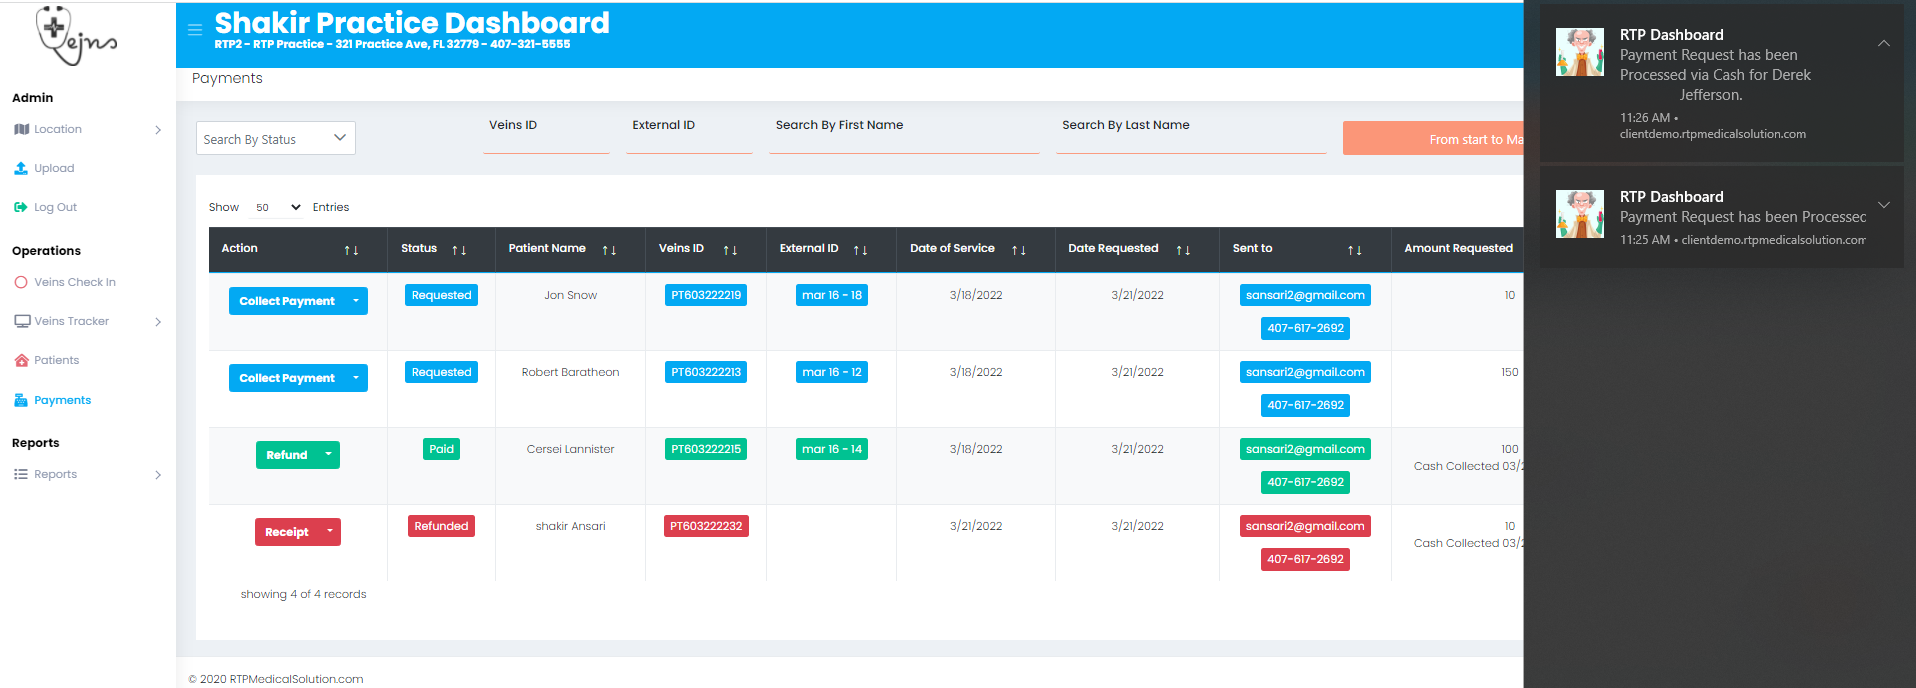 Veins
Shakir Practice Dashboard
RTP2 - RTP Practice - 321 Practice Ave, FL 32779 - 407-321-5555
Payments
Admin
Location
Upload
Log Out
Operations
Veins Check In
Veins Tracker
Patients
Payments
Reports
Reports
Search By Status
Veins ID
External ID
Search By First Name
Search By Last Name
From start to Ma
Show 50 Entries
Action Status Patient Name Veins ID External ID Date of Service Date Requested Sent to Amount Requested
Collect Payment Requested Jon Snow PT603222219 mar 16 - 18 3/18/2022 3/21/2022 sansari2@gmail.com 10
407-617-2692
Collect Payment Requested Robert Baratheon PT603222213 mar 16 - 12 3/18/2022 3/21/2022 sansari2@gmail.com 150
407-617-2692
Refund Paid Cersei Lannister PT603222215 mar 16 - 14 3/18/2022 3/21/2022 sansari2@gmail.com 100
Cash Collected 03/2
407-617-2692
Receipt Refunded shakir Ansari PT603222232 3/21/2022 3/21/2022 sansari2@gmail.com 10
Cash Collected 03/2
407-617-2692
showing 4 of 4 records
© 2020 RTPMedicalSolution.com
RTP Dashboard
Payment Request has been
Processed via Cash for Derek
Jefferson.
11:26 AM •
clientdemo.rtpmedicalsolution.com
RTP Dashboard
Payment Request has been Processec
11:25 AM • clientdemo.rtpmedicalsolution.com